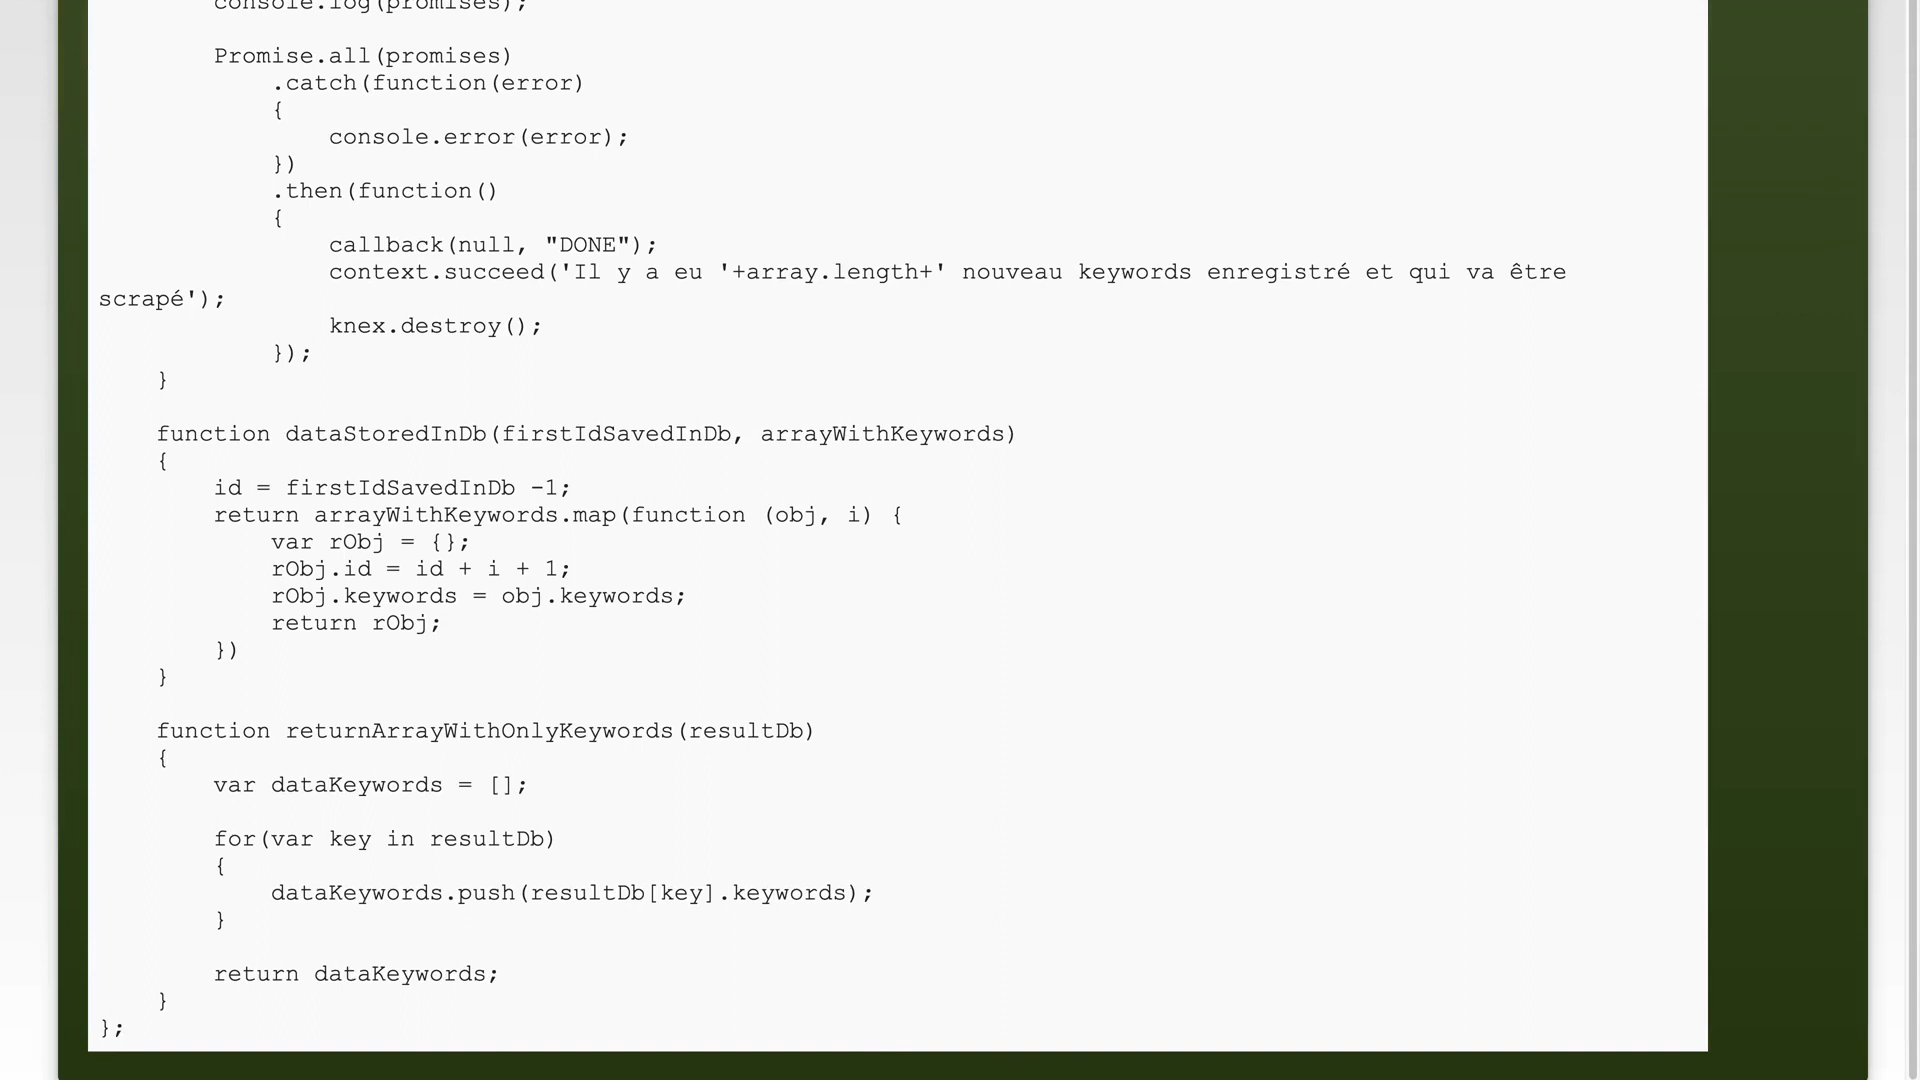 console.log(promises);
Promise.all(promises)
.catch(function(error)
{
console.error(error);
})
.then(function()
{
callback(null, "DONE");
context.succeed('Il y a eu '+array.length+' nouveau keywords enregistré et qui va être
scrapé');
knex.destroy();
});
}
function dataStoredInDb(firstIdSavedInDb, arrayWithKeywords)
{
id = firstIdSavedInDb -1;
return arrayWithKeywords.map(function (obj, i) {
var rObj = {};
rObj.id = id + i + 1;
rObj.keywords = obj.keywords;
return rObj;
})
}
function returnArrayWithOnlyKeywords(resultDb)
{
var dataKeywords = [];
for(var key in resultDb)
{
dataKeywords.push(resultDb[key].keywords);
}
return dataKeywords;
}
};